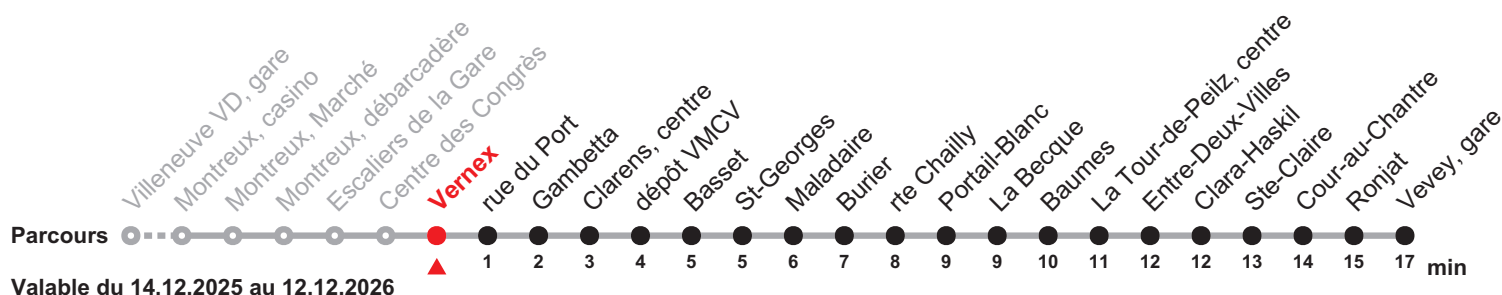 Villeneuve VD, gare
Montreux, casino
Montreux, Marché
Montreux, débarcadère
Escaliers de la Gare
Centre des Congrès
Vernex
rue du Port
Gambetta
Clarens, centre
dépôt VMCV
Basset
St-Georges
Maladaire
Burier
rte Chailly
Portail-Blanc
La Becque
Baumes
La Tour-de-Peilz, centre
Entre-Deux-Villes
Clara-Haskil
Ste-Claire
Cour-au-Chantre
Ronjat
Vevey, gare
Parcours
1 2 3 4 5 5 6 7 8 9 9 10 11 12 12 13 14 15 17 min
Valable du 14.12.2025 au 12.12.2026